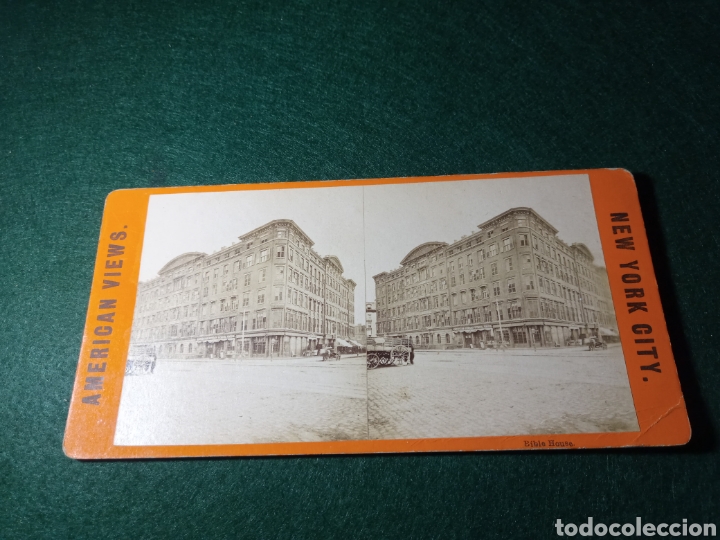 AMERICAN VIEWS.
NEW YORK CITY.
Bible House.
todocoleccion